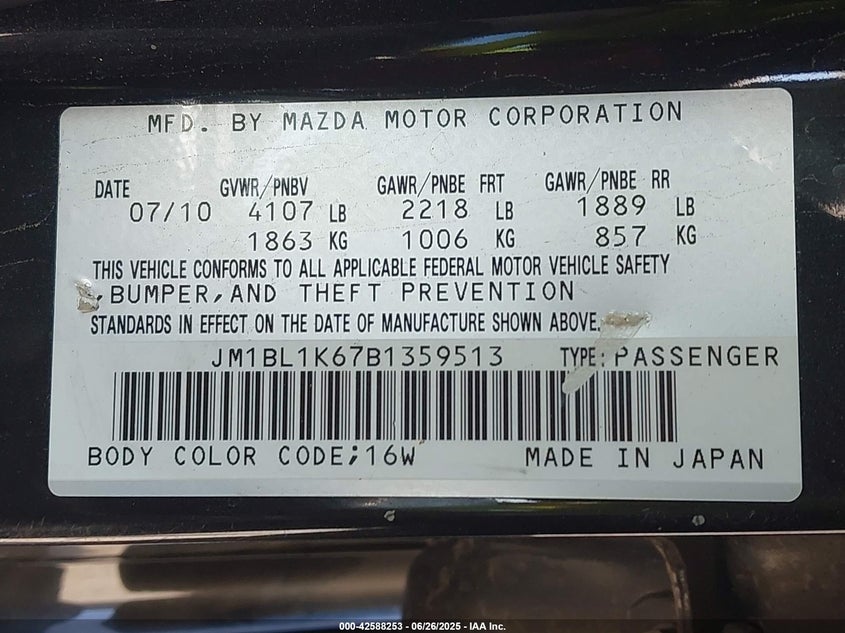 MFD. BY MAZDA MOTOR CORPORATION
DATE GVWR/PNBV GAWR/PNBE FRT GAWR/PNBE RR
07/10 4107 LB 2218 LB 1889 LB
1863 KG 1006 KG 857 KG
THIS VEHICLE CONFORMS TO ALL APPLICABLE FEDERAL MOTOR VEHICLE SAFETY
,BUMPER,AND THEFT PREVENTION
STANDARDS IN EFFECT ON THE DATE OF MANUFACTURE SHOWN ABOVE.
JM1BL1K67B1359513 TYPE:PASSENGER
BODY COLOR CODE;16W MADE IN JAPAN
000-42588253 - 06/26/2025 - IAA Inc.